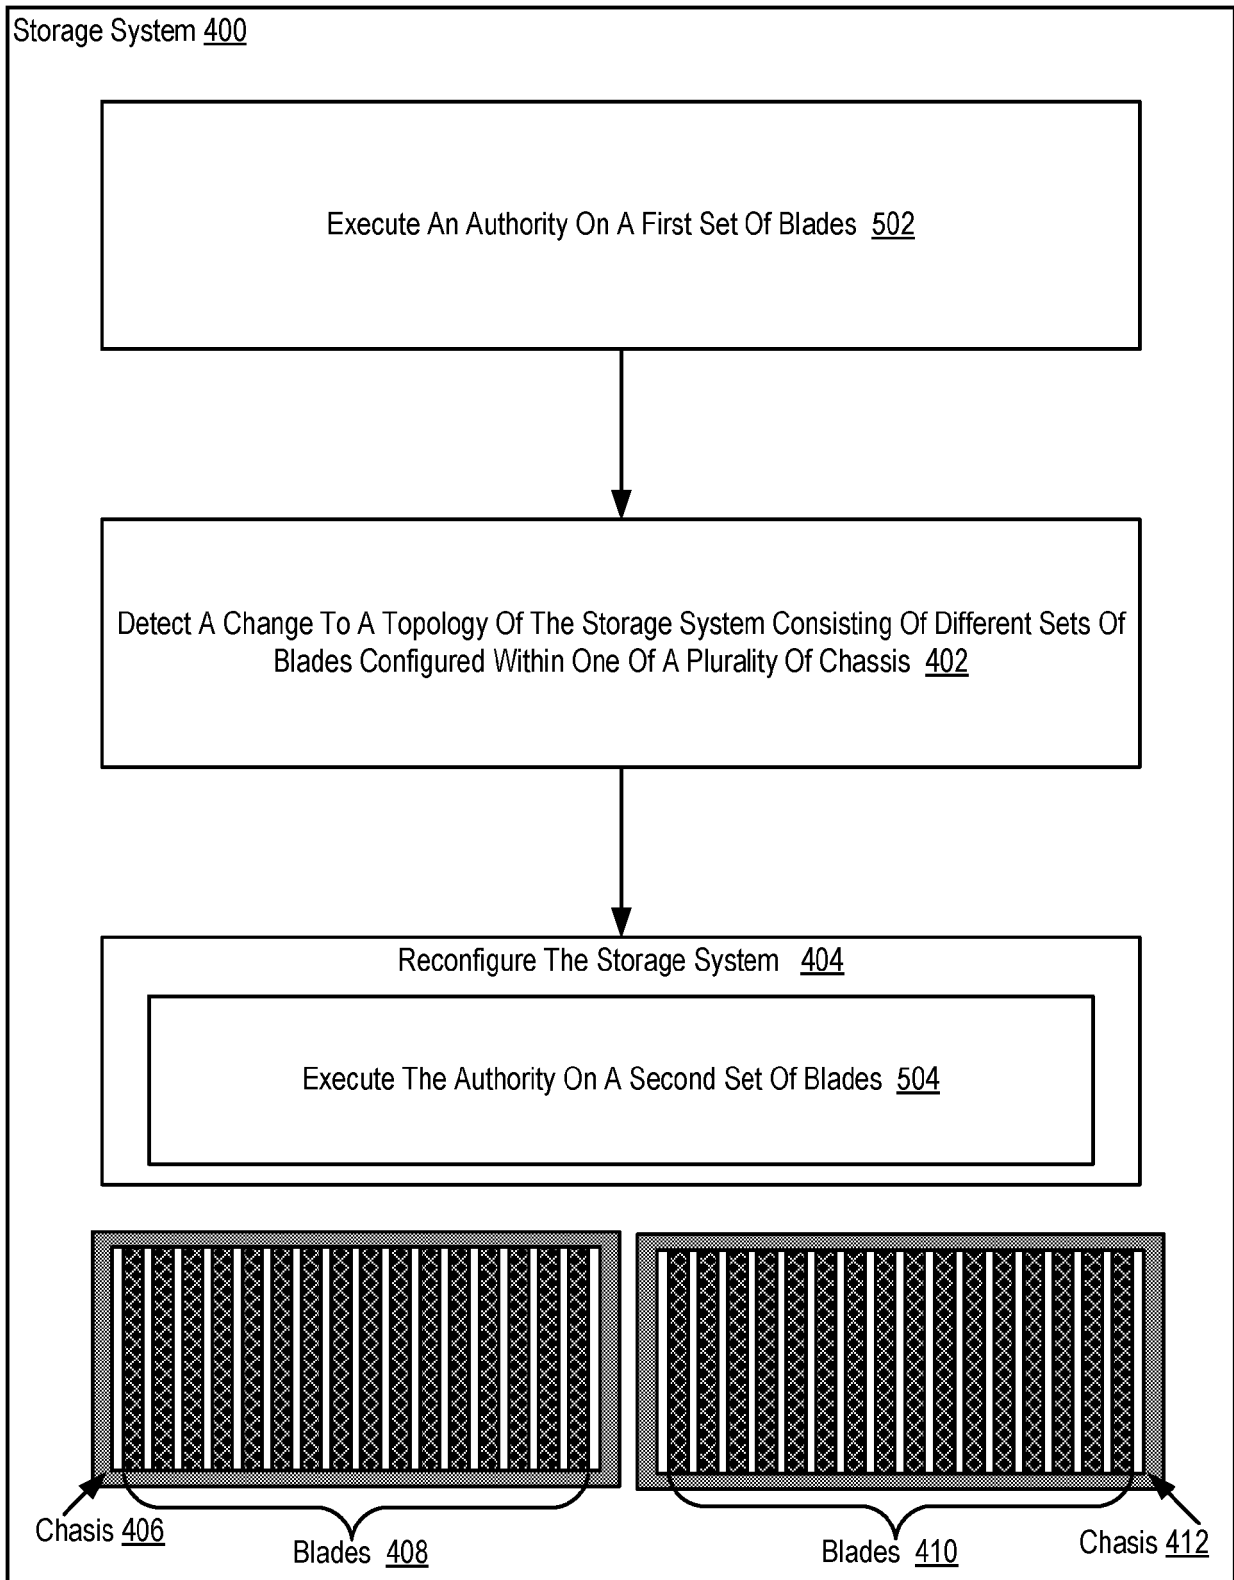 Storage System 400
Execute An Authority On A First Set Of Blades 502
Detect A Change To A Topology Of The Storage System Consisting Of Different Sets Of
Blades Configured Within One Of A Plurality Of Chassis 402
Reconfigure The Storage System 404
Execute The Authority On A Second Set Of Blades 504
Chasis 406
Blades 408
Blades 410
Chasis 412